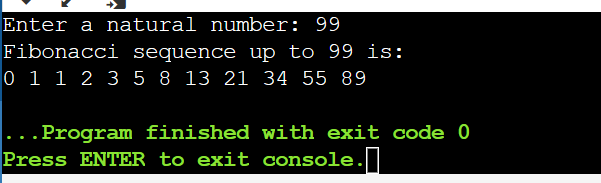 Enter a natural number: 99
Fibonacci sequence up to 99 is:
0 1 1 2 3 5 8 13 21 34 55 89
...Program finished with exit code 0
Press ENTER to exit console.